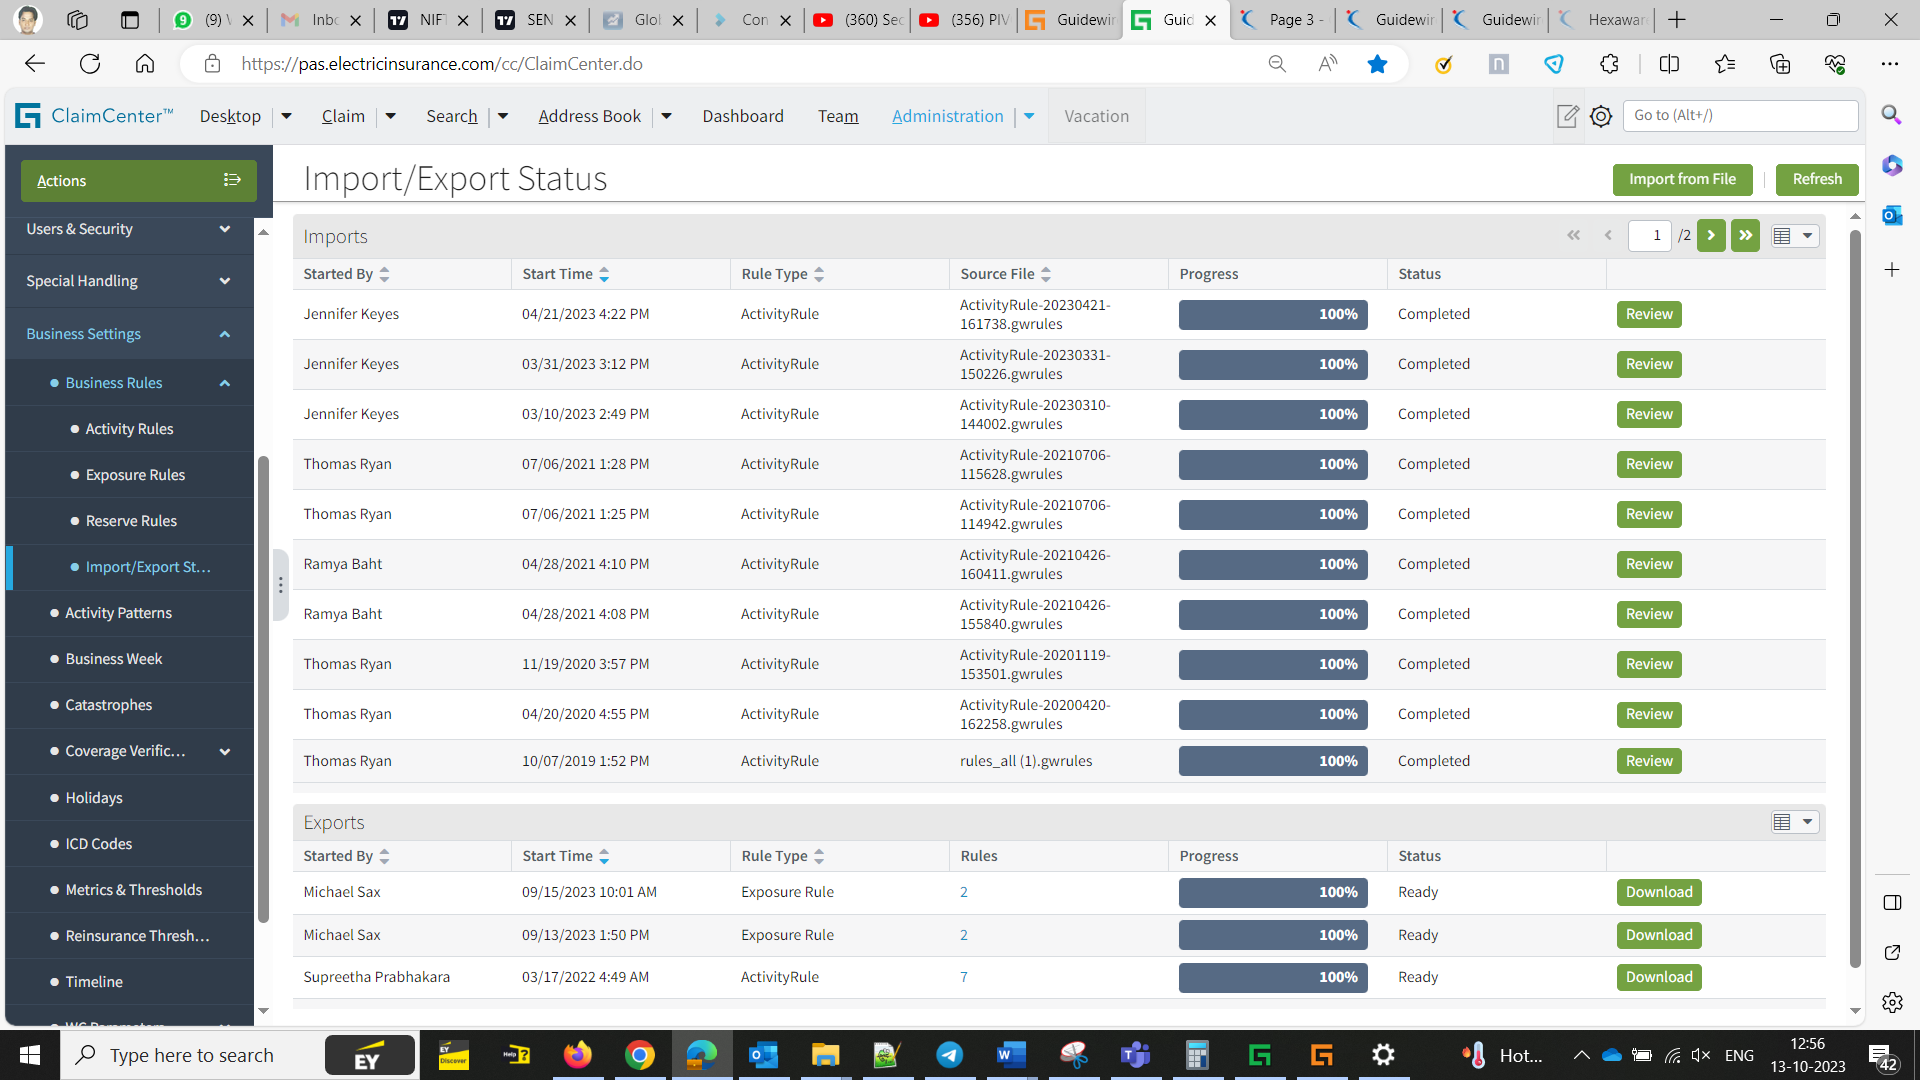 (9)
Inbo
NIFT
SEN
Glob
Con
(360) Sec
(356) PIV
Guidewir
Guid
Page 3 -
Guidewir
Guidewir
Hexawar
https://pas.electricinsurance.com/cc/ClaimCenter.do
ClaimCenter™
Desktop
Claim
Search
Address Book
Dashboard
Team
Administration
Vacation
Go to (Alt+/)
Actions
Users & Security
Special Handling
Business Settings
Business Rules
Activity Rules
Exposure Rules
Reserve Rules
Import/Export St...
Activity Patterns
Business Week
Catastrophes
Coverage Verific...
Holidays
ICD Codes
Metrics & Thresholds
Reinsurance Thresh...
Timeline
WC Parameters
Import/Export Status
Import from File
Refresh
Imports
1 /2
Started By Start Time Rule Type Source File Progress Status
Jennifer Keyes 04/21/2023 4:22 PM ActivityRule ActivityRule-20230421-
161738.gwrules 100% Completed Review
Jennifer Keyes 03/31/2023 3:12 PM ActivityRule ActivityRule-20230331-
150226.gwrules 100% Completed Review
Jennifer Keyes 03/10/2023 2:49 PM ActivityRule ActivityRule-20230310-
144002.gwrules 100% Completed Review
Thomas Ryan 07/06/2021 1:28 PM ActivityRule ActivityRule-20210706-
115628.gwrules 100% Completed Review
Thomas Ryan 07/06/2021 1:25 PM ActivityRule ActivityRule-20210706-
114942.gwrules 100% Completed Review
Ramya Baht 04/28/2021 4:10 PM ActivityRule ActivityRule-20210426-
160411.gwrules 100% Completed Review
Ramya Baht 04/28/2021 4:08 PM ActivityRule ActivityRule-20210426-
155840.gwrules 100% Completed Review
Thomas Ryan 11/19/2020 3:57 PM ActivityRule ActivityRule-20201119-
153501.gwrules 100% Completed Review
Thomas Ryan 04/20/2020 4:55 PM ActivityRule ActivityRule-20200420-
162258.gwrules 100% Completed Review
Thomas Ryan 10/07/2019 1:52 PM ActivityRule rules_all (1).gwrules 100% Completed Review
Exports
Started By Start Time Rule Type Rules Progress Status
Michael Sax 09/15/2023 10:01 AM Exposure Rule 2 100% Ready Download
Michael Sax 09/13/2023 1:50 PM Exposure Rule 2 100% Ready Download
Supreetha Prabhakara 03/17/2022 4:49 AM ActivityRule 7 100% Ready Download
Type here to search
EY
EY
Discover
Help ?
Hot...
ENG
12:56
13-10-2023
42